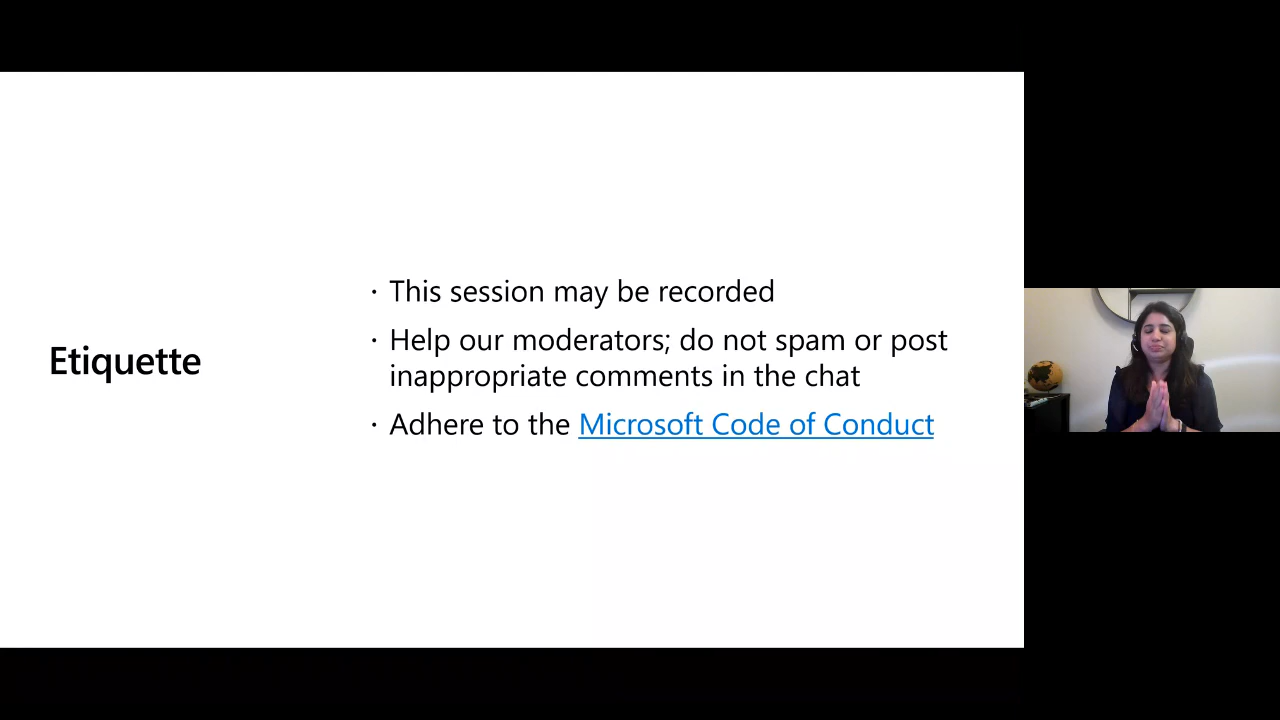 Etiquette
· This session may be recorded
· Help our moderators; do not spam or post
inappropriate comments in the chat
· Adhere to the Microsoft Code of Conduct